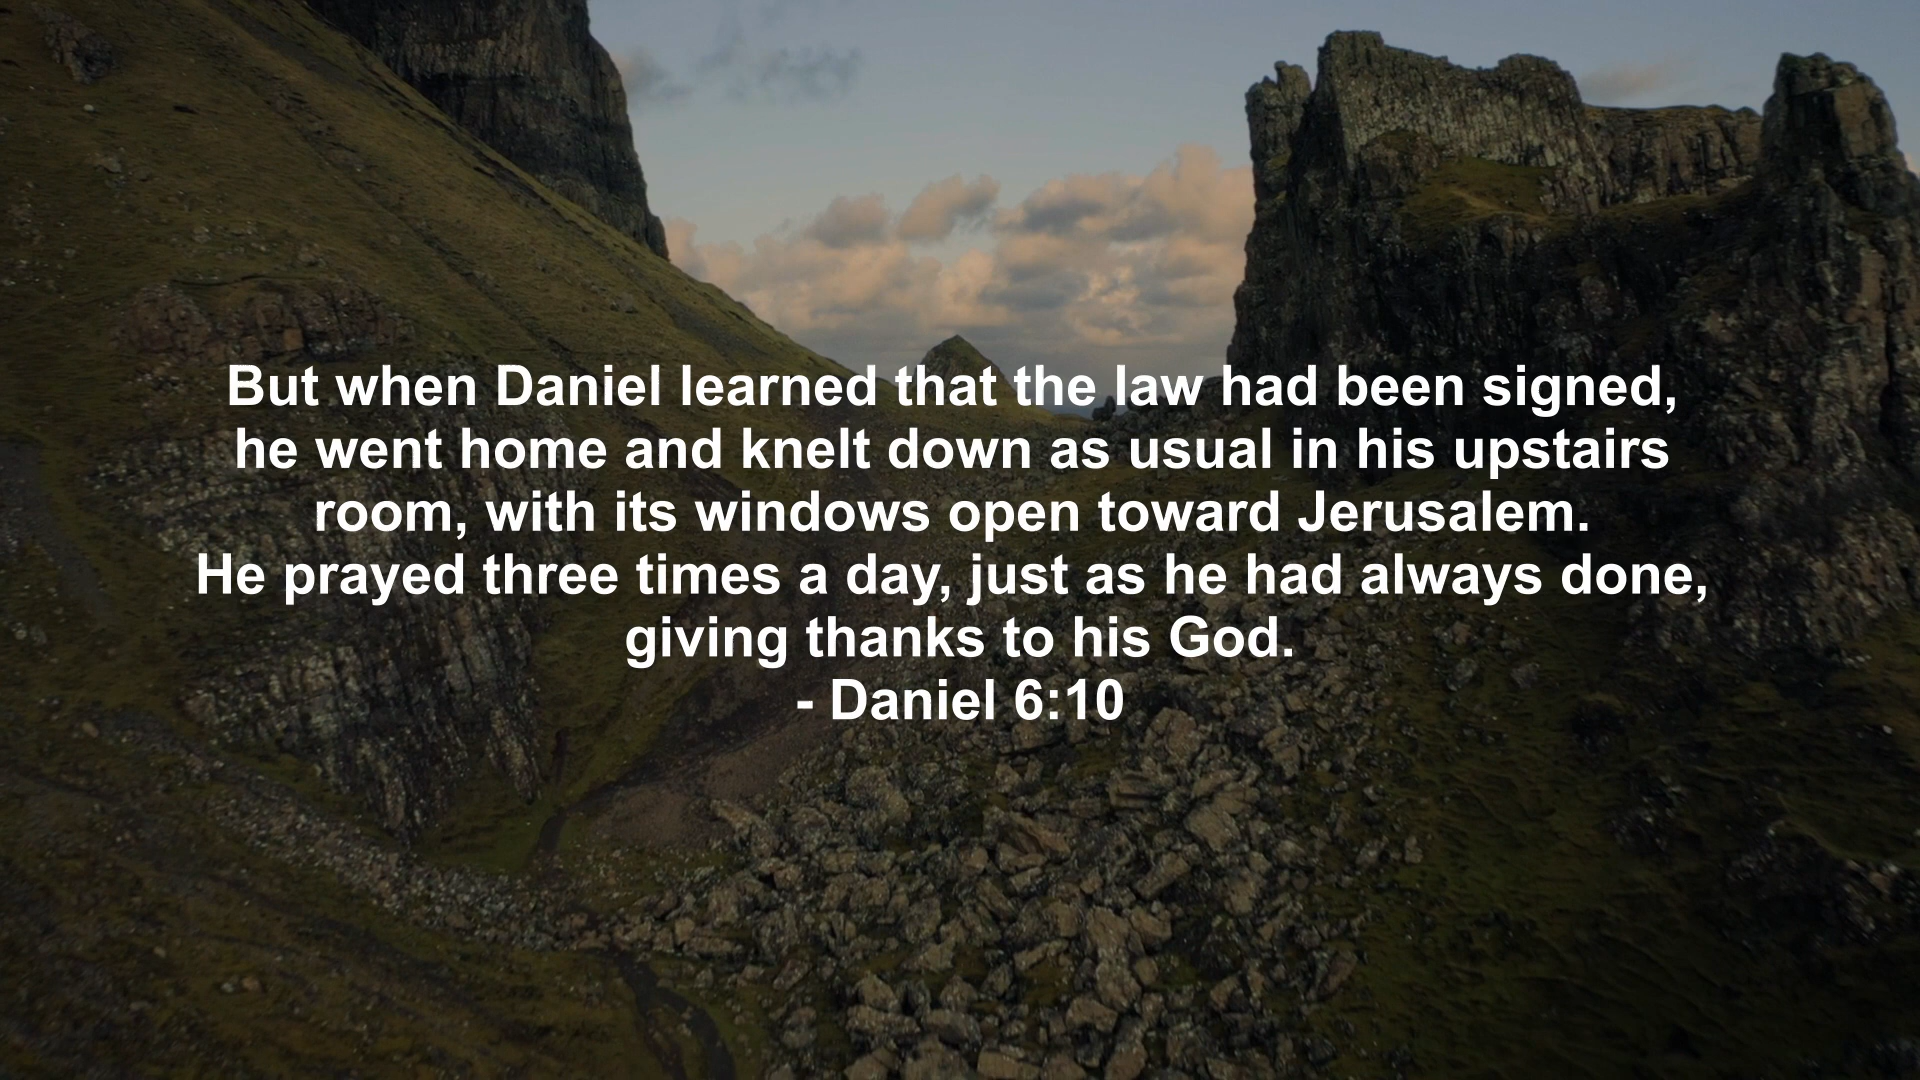 But when Daniel learned that the law had been signed,
he went home and knelt down as usual in his upstairs
room, with its windows open toward Jerusalem.
He prayed three times a day, just as he had always done,
giving thanks to his God.
- Daniel 6:10